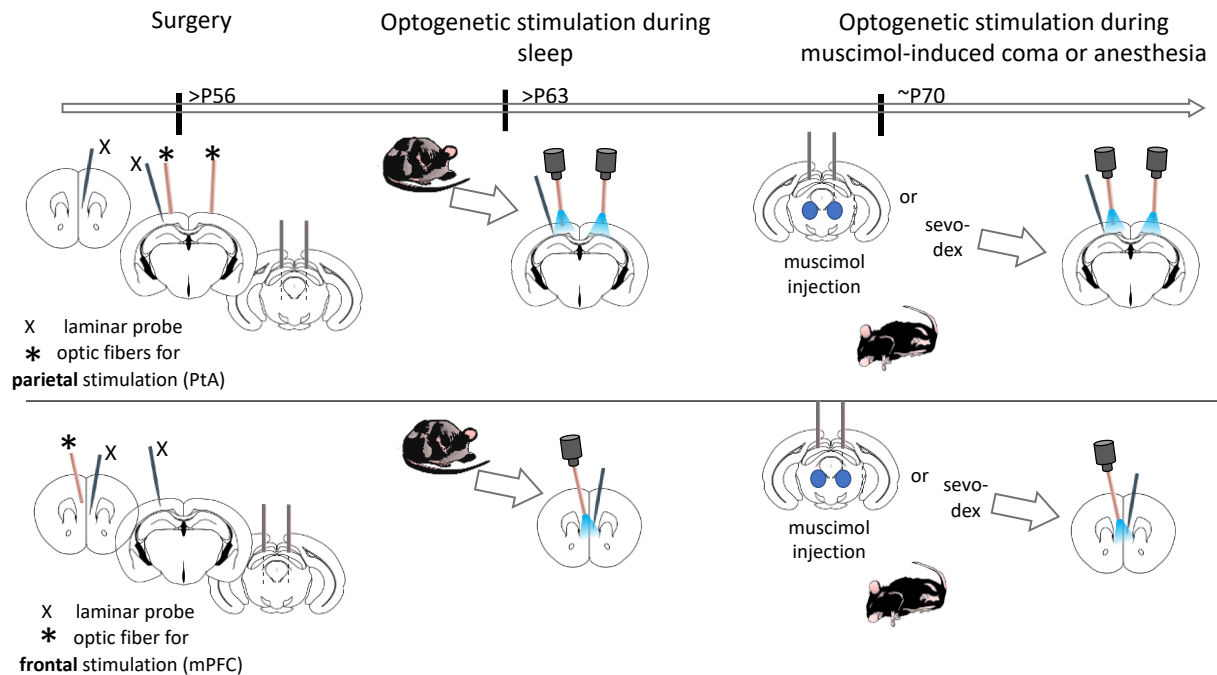 Surgery
Optogenetic stimulation during
sleep
Optogenetic stimulation during
muscimol-induced coma or anesthesia
>P56
>P63
~P70
X
*
*
X
or
sevo-
dex
muscimol
injection
X laminar probe
* optic fibers for
parietal stimulation (PtA)
*
X
X
or
sevo-
dex
muscimol
injection
X laminar probe
* optic fiber for
frontal stimulation (mPFC)